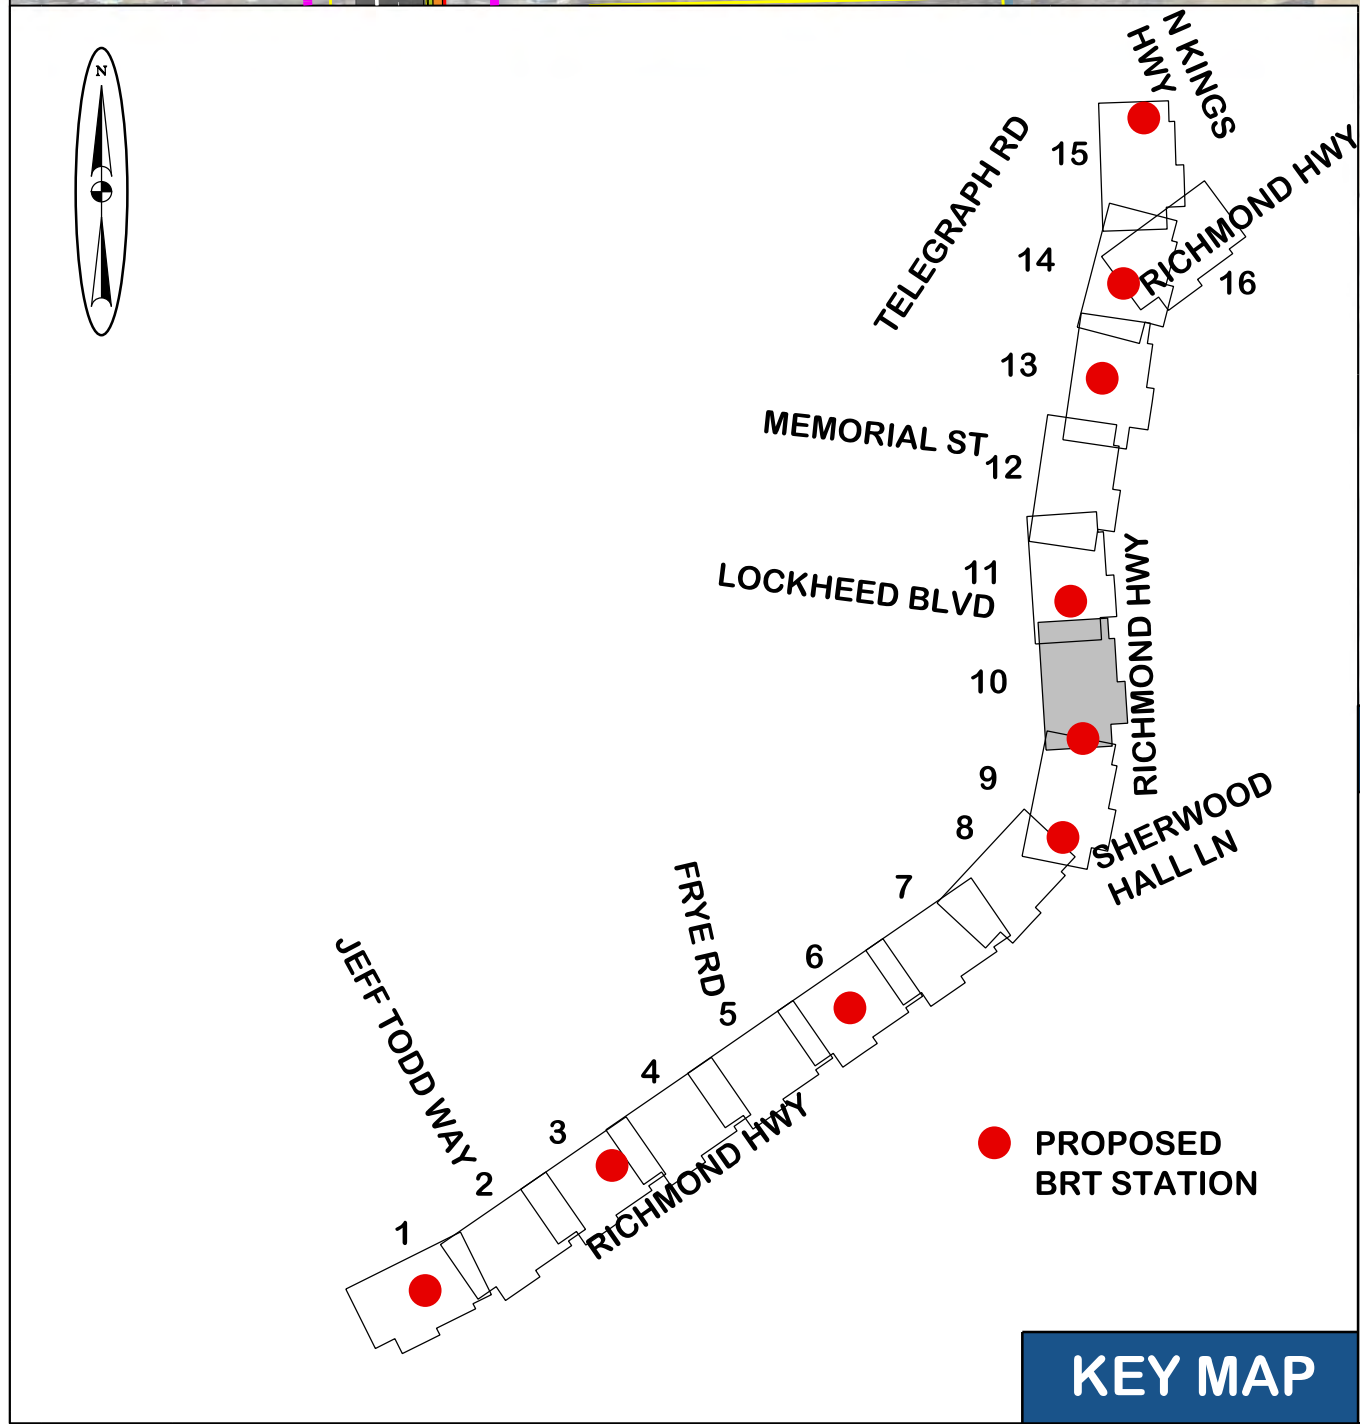 N
N KINGS
HWY
15
TELEGRAPH RD
RICHMOND HWY
14
16
13
MEMORIAL ST
12
11
LOCKHEED BLVD
RICHMOND HWY
10
9
SHERWOOD
HALL LN
8
7
FRYE RD
6
5
JEFF TODD WAY
4
3
RICHMOND HWY
2
1
PROPOSED
BRT STATION
KEY MAP